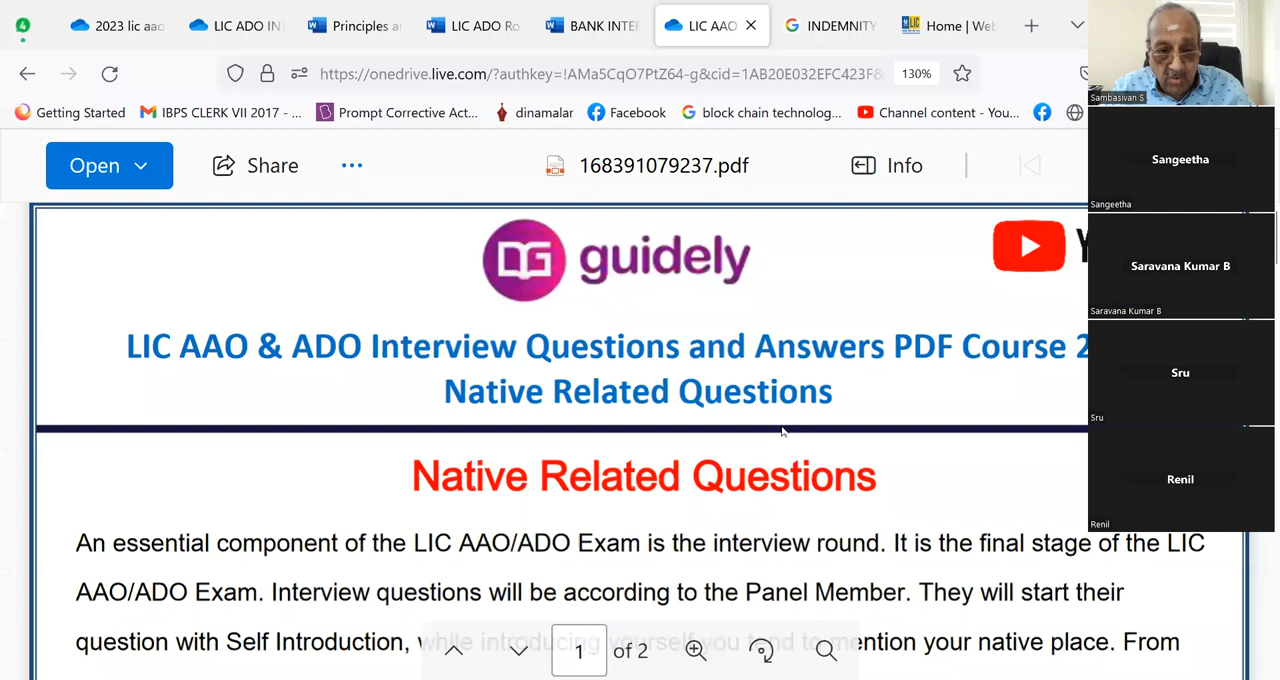 4
2023 lic aao
LIC ADO IN
Principles a
LIC ADO Ro
BANK INTE
LIC AAO
INDEMNITY
Home | Web
https://onedrive.live.com/?authkey=!AMa5CqO7PtZ64-g&cid=1AB20E032EFC423F&
130%
Getting Started
IBPS CLERK VII 2017 - ...
Prompt Corrective Act...
dinamalar
Facebook
block chain technolog...
Channel content - You...
Open
Share
168391079237.pdf
Info
guidely
LIC AAO & ADO Interview Questions and Answers PDF Course 2
Native Related Questions
Native Related Questions
An essential component of the LIC AAO/ADO Exam is the interview round. It is the final stage of the LIC
AAO/ADO Exam. Interview questions will be according to the Panel Member. They will start their
question with Self Introduction, while introducing yourself you tend to mention your native place. From
1 of 2
Sambasivan S
Sangeetha
Sangeetha
Saravana Kumar B
Saravana Kumar B
Sru
Sru
Renil
Renil